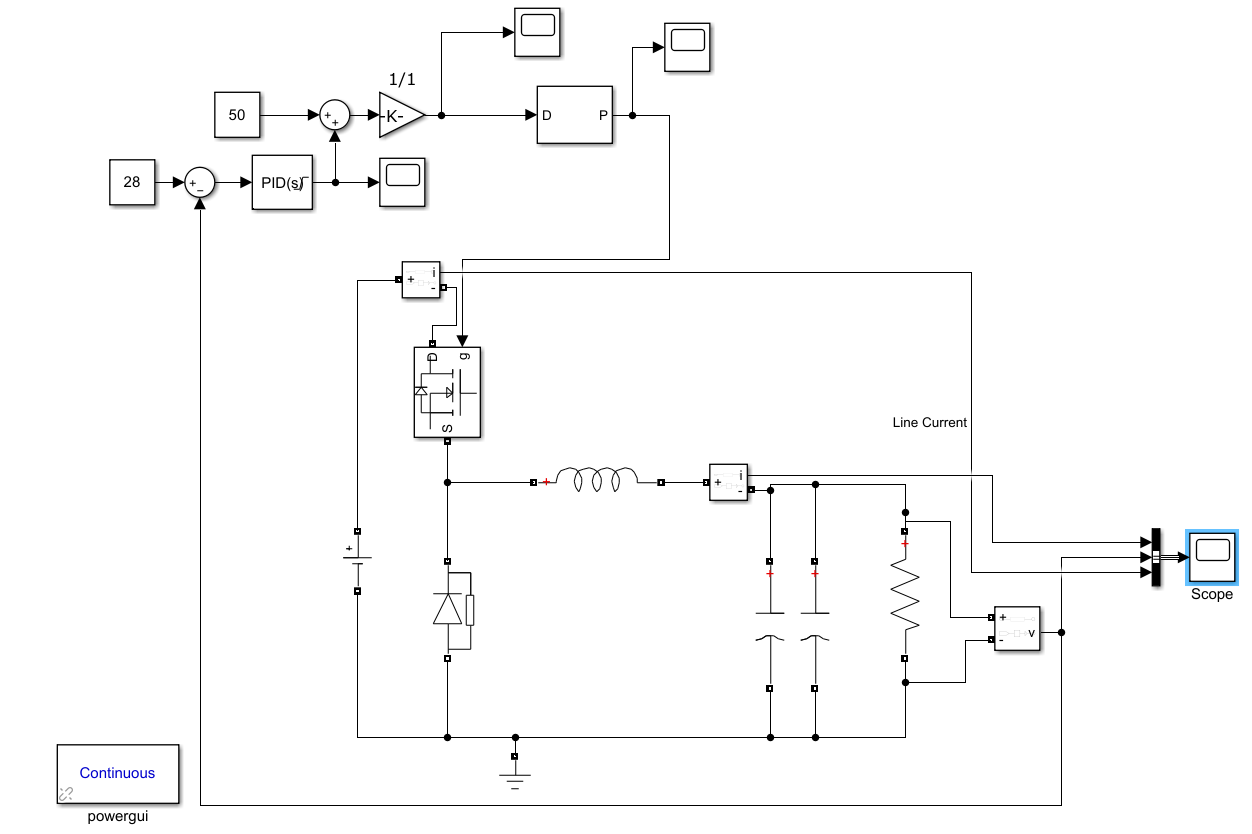 1/1
50
-K-
D
P
28
PID(s)
+
+
+
−
i
+
-
D
g
S
Line Current
+
i
+
-
+
+
+
+
Scope
+
-
v
Continuous
powergui